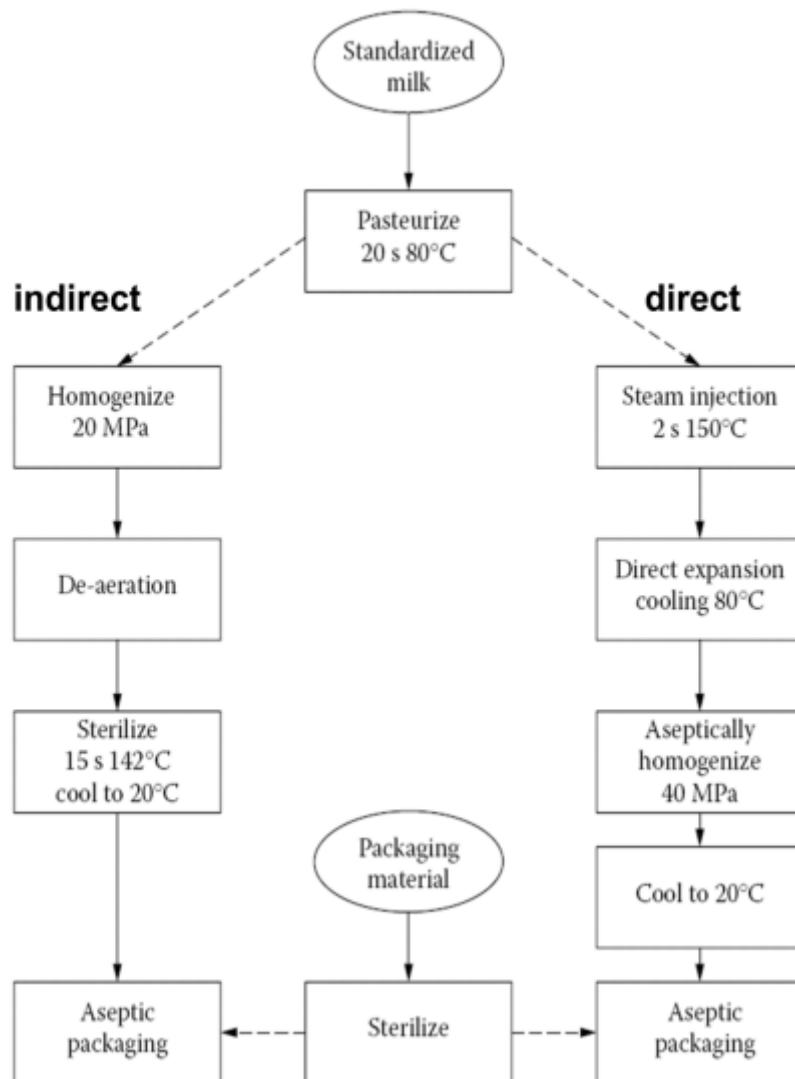 Standardized
milk
Pasteurize
20 s 80°C
indirect
direct
Homogenize
20 MPa
Steam injection
2 s 150°C
De-aeration
Direct expansion
cooling 80°C
Sterilize
15 s 142°C
cool to 20°C
Aseptically
homogenize
40 MPa
Packaging
material
Cool to 20°C
Aseptic
packaging
Sterilize
Aseptic
packaging